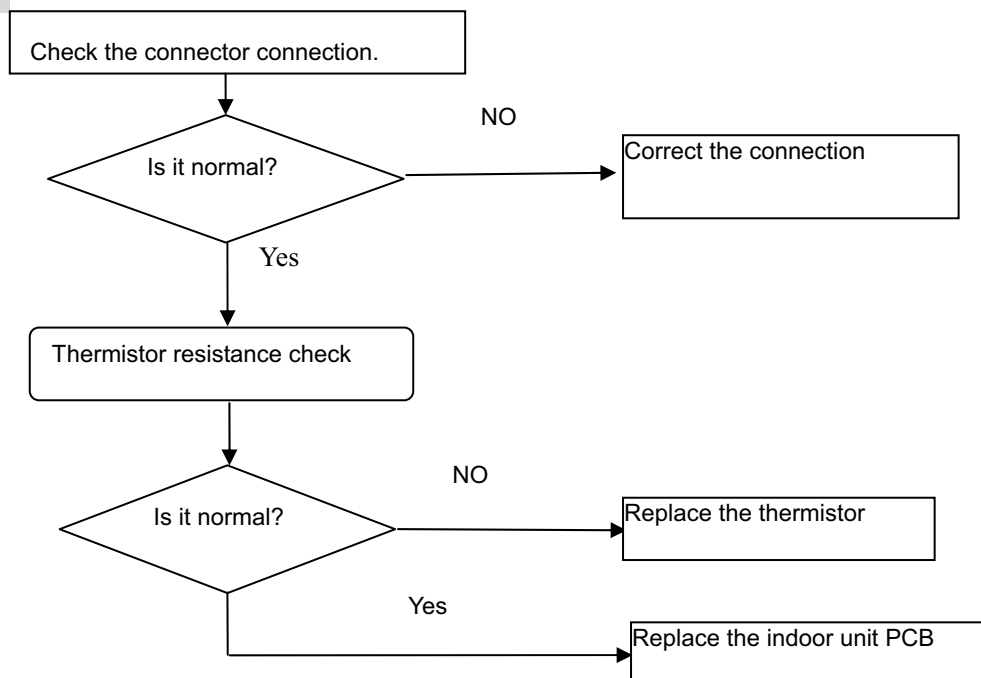 Check the connector connection.
NO
Is it normal?
Correct the connection
Yes
Thermistor resistance check
NO
Is it normal?
Replace the thermistor
Yes
Replace the indoor unit PCB